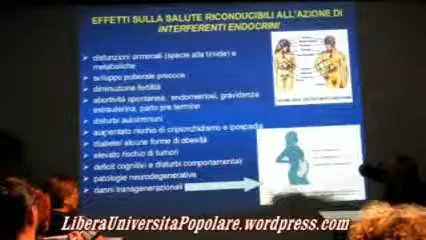 EFFETTI SULLA SALUTE RICONDUCIBILI ALL'AZIONE DI
INTERFERENTI ENDOCRINI
disfunzioni ormonali (specie alla tiroide) e
metaboliche
sviluppo puberale precoce
diminuzione fertilità
abortività spontanea, endometriosi, gravidanza
extrauterina, parto pre termine
disturbi autoimmuni
aumentato rischio di criptorchidismo e ipospadia
diabete/ alcune forme di obesità
elevato rischio di tumori
deficit cognitivi e disturbi comportamentali
patologie neurodegenerative
danni transgenerazionali
LiberaUniversitaPopolare.wordpress.com